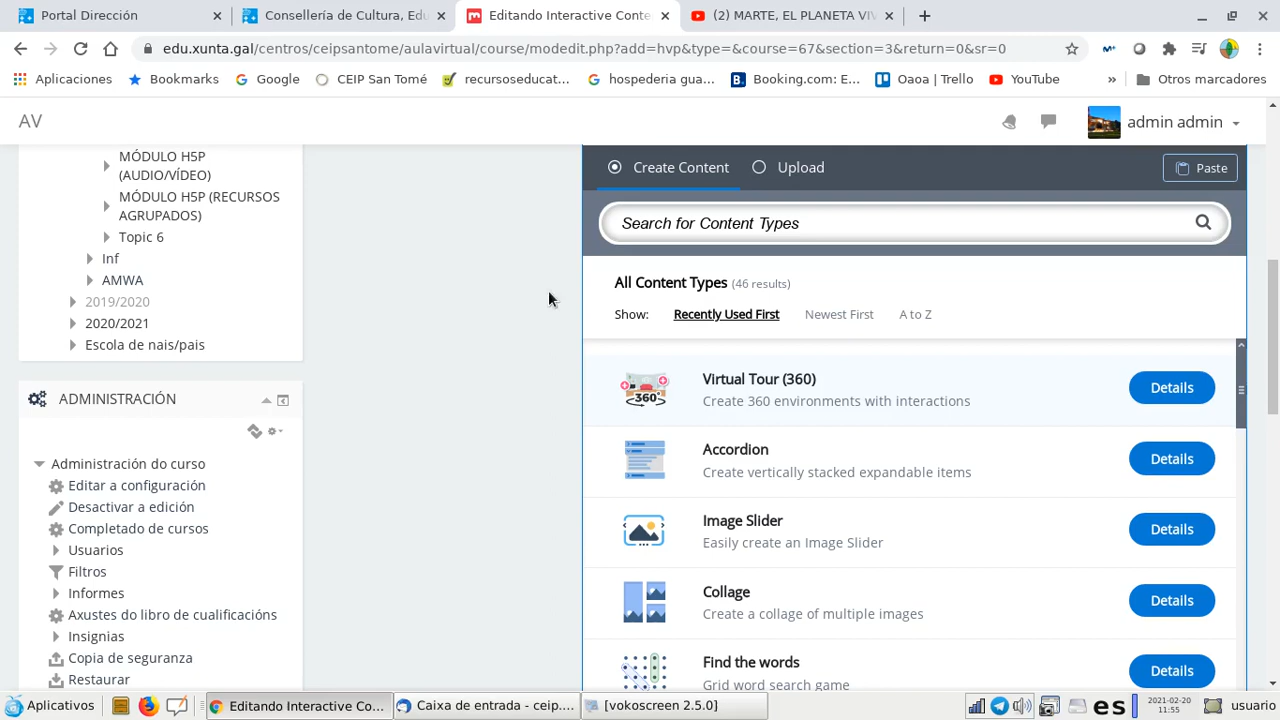 Portal Dirección
Consellería de Cultura, Edu
Editando Interactive Conte
(2) MARTE, EL PLANETA VIV
edu.xunta.gal/centros/ceipsantome/aulavirtual/course/modedit.php?add=hvp&type=&course=67&section=3&return=0&sr=0
Aplicaciones
Bookmarks
Google
CEIP San Tomé
recursoseducat...
hospederia gua...
Booking.com: E...
Oaoa | Trello
YouTube
»
Otros marcadores
AV
admin admin
MÓDULO H5P
(AUDIO/VÍDEO)
MÓDULO H5P (RECURSOS
AGRUPADOS)
Topic 6
Inf
AMWA
2019/2020
2020/2021
Escola de nais/pais
ADMINISTRACIÓN
Administración do curso
Editar a configuración
Desactivar a edición
Completado de cursos
Usuarios
Filtros
Informes
Axustes do libro de cualificacións
Insignias
Copia de seguranza
Restaurar
Create Content
Upload
Paste
Search for Content Types
All Content Types (46 results)
Show: Recently Used First Newest First A to Z
360°
Virtual Tour (360)
Create 360 environments with interactions
Details
Accordion
Create vertically stacked expandable items
Details
Image Slider
Easily create an Image Slider
Details
Collage
Create a collage of multiple images
Details
Find the words
Grid word search game
Details
Aplicativos
Editando Interactive Co...
Caixa de entrada - ceip....
[vokoscreen 2.5.0]
es
2021-02-20
11:55
usuario